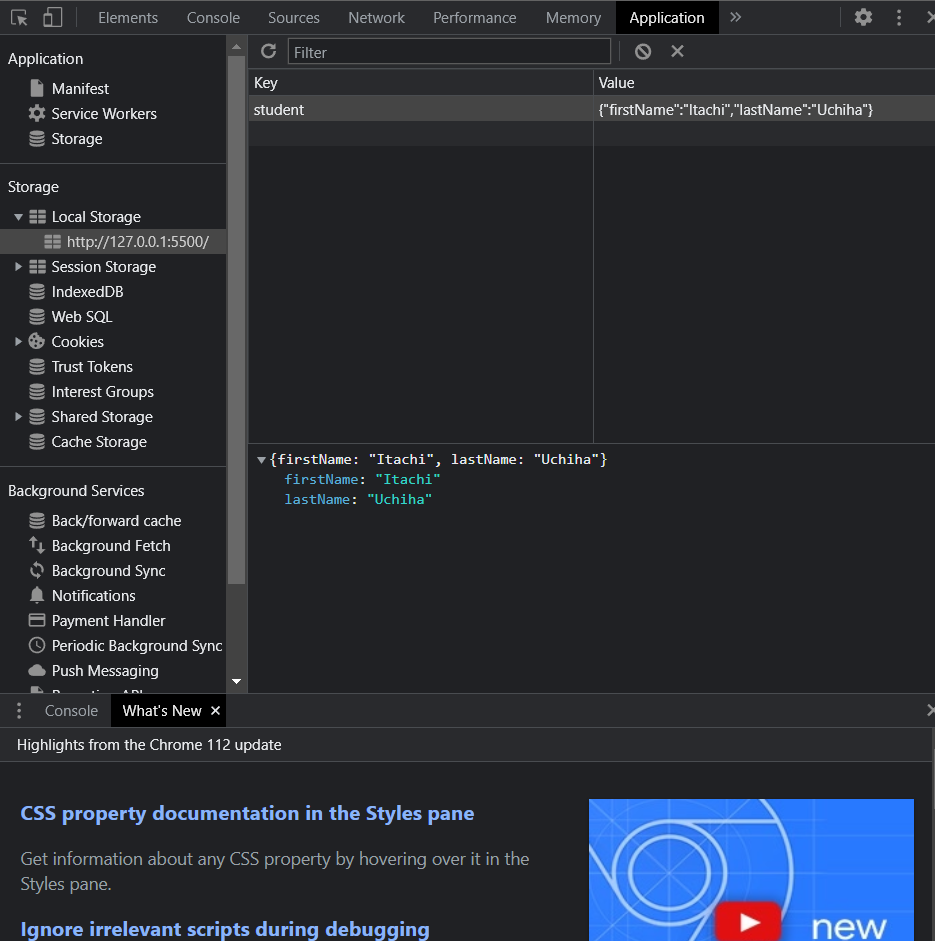 Elements Console Sources Network Performance Memory Application
Application
Manifest
Service Workers
Storage
Storage
Local Storage
http://127.0.0.1:5500/
Session Storage
IndexedDB
Web SQL
Cookies
Trust Tokens
Interest Groups
Shared Storage
Cache Storage
Background Services
Back/forward cache
Background Fetch
Background Sync
Notifications
Payment Handler
Periodic Background Sync
Push Messaging
Filter
Key Value
student {"firstName":"Itachi","lastName":"Uchiha"}
{firstName: "Itachi", lastName: "Uchiha"}
firstName: "Itachi"
lastName: "Uchiha"
Console What's New
Highlights from the Chrome 112 update
CSS property documentation in the Styles pane
Get information about any CSS property by hovering over it in the
Styles pane.
Ignore irrelevant scripts during debugging
new